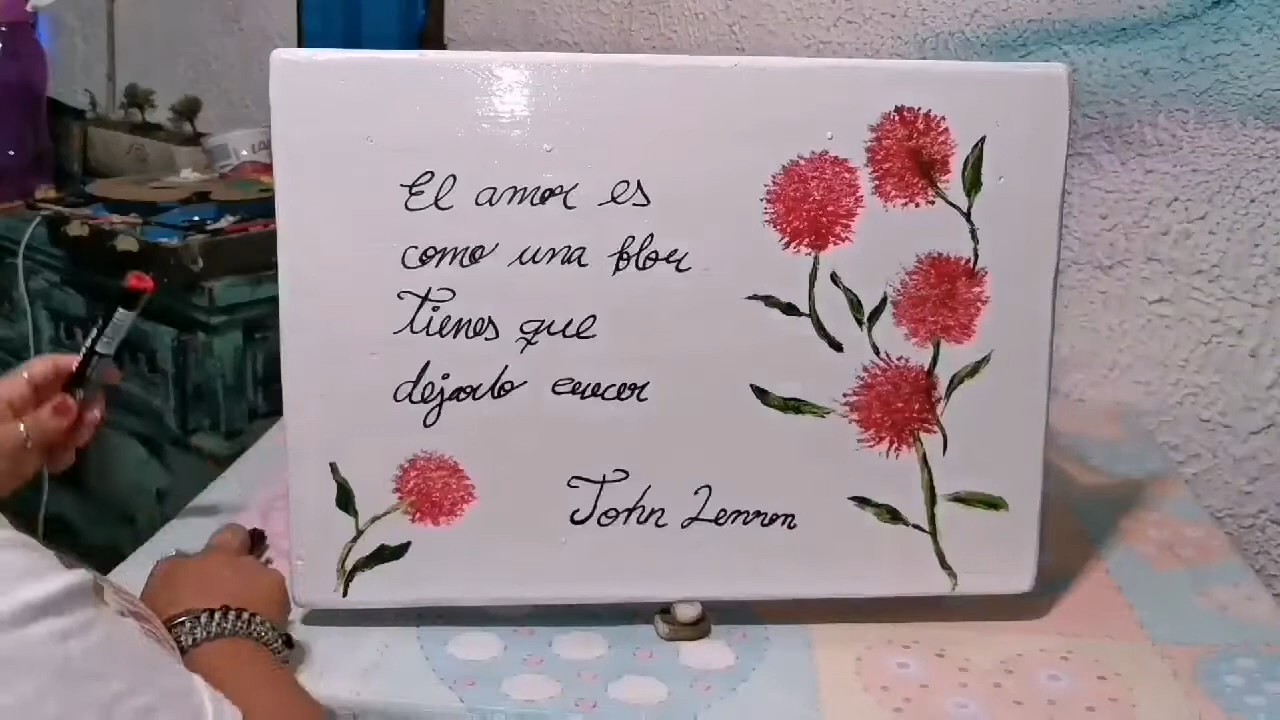 El amor es
como una flor
Tienes que
dejarlo crecer
John Lennon